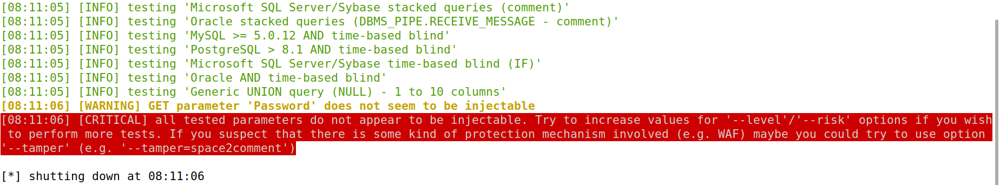 [08:11:05] [INFO] testing 'Microsoft SQL Server/Sybase stacked queries (comment)'
[08:11:05] [INFO] testing 'Oracle stacked queries (DBMS_PIPE.RECEIVE_MESSAGE - comment)'
[08:11:05] [INFO] testing 'MySQL >= 5.0.12 AND time-based blind'
[08:11:05] [INFO] testing 'PostgreSQL > 8.1 AND time-based blind'
[08:11:05] [INFO] testing 'Microsoft SQL Server/Sybase time-based blind (IF)'
[08:11:05] [INFO] testing 'Oracle AND time-based blind'
[08:11:05] [INFO] testing 'Generic UNION query (NULL) - 1 to 10 columns'
[08:11:06] [WARNING] GET parameter 'Password' does not seem to be injectable
[08:11:06] [CRITICAL] all tested parameters do not appear to be injectable. Try to increase values for '--level'/'--risk' options if you wish
to perform more tests. If you suspect that there is some kind of protection mechanism involved (e.g. WAF) maybe you could try to use option
'--tamper' (e.g. '--tamper=space2comment')
[*] shutting down at 08:11:06